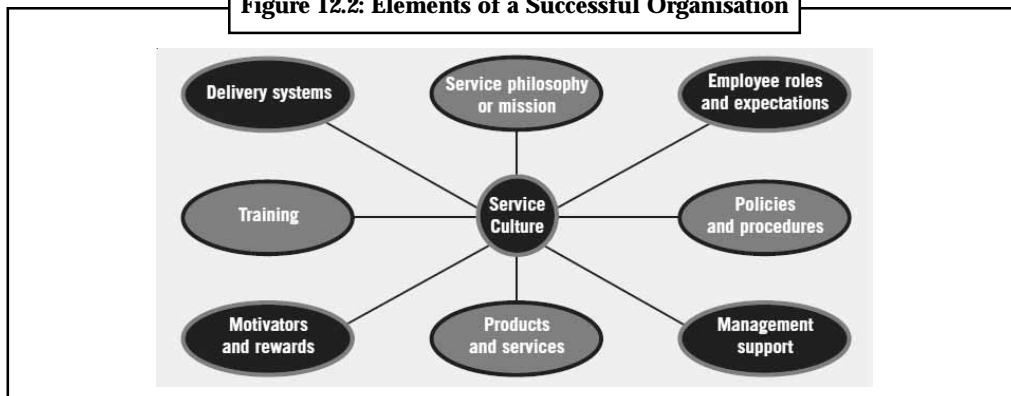 Figure 12.2: Elements of a Successful Organisation
Delivery systems
Service philosophy
or mission
Employee roles
and expectations
Training
Service
Culture
Policies
and procedures
Motivators
and rewards
Products
and services
Management
support